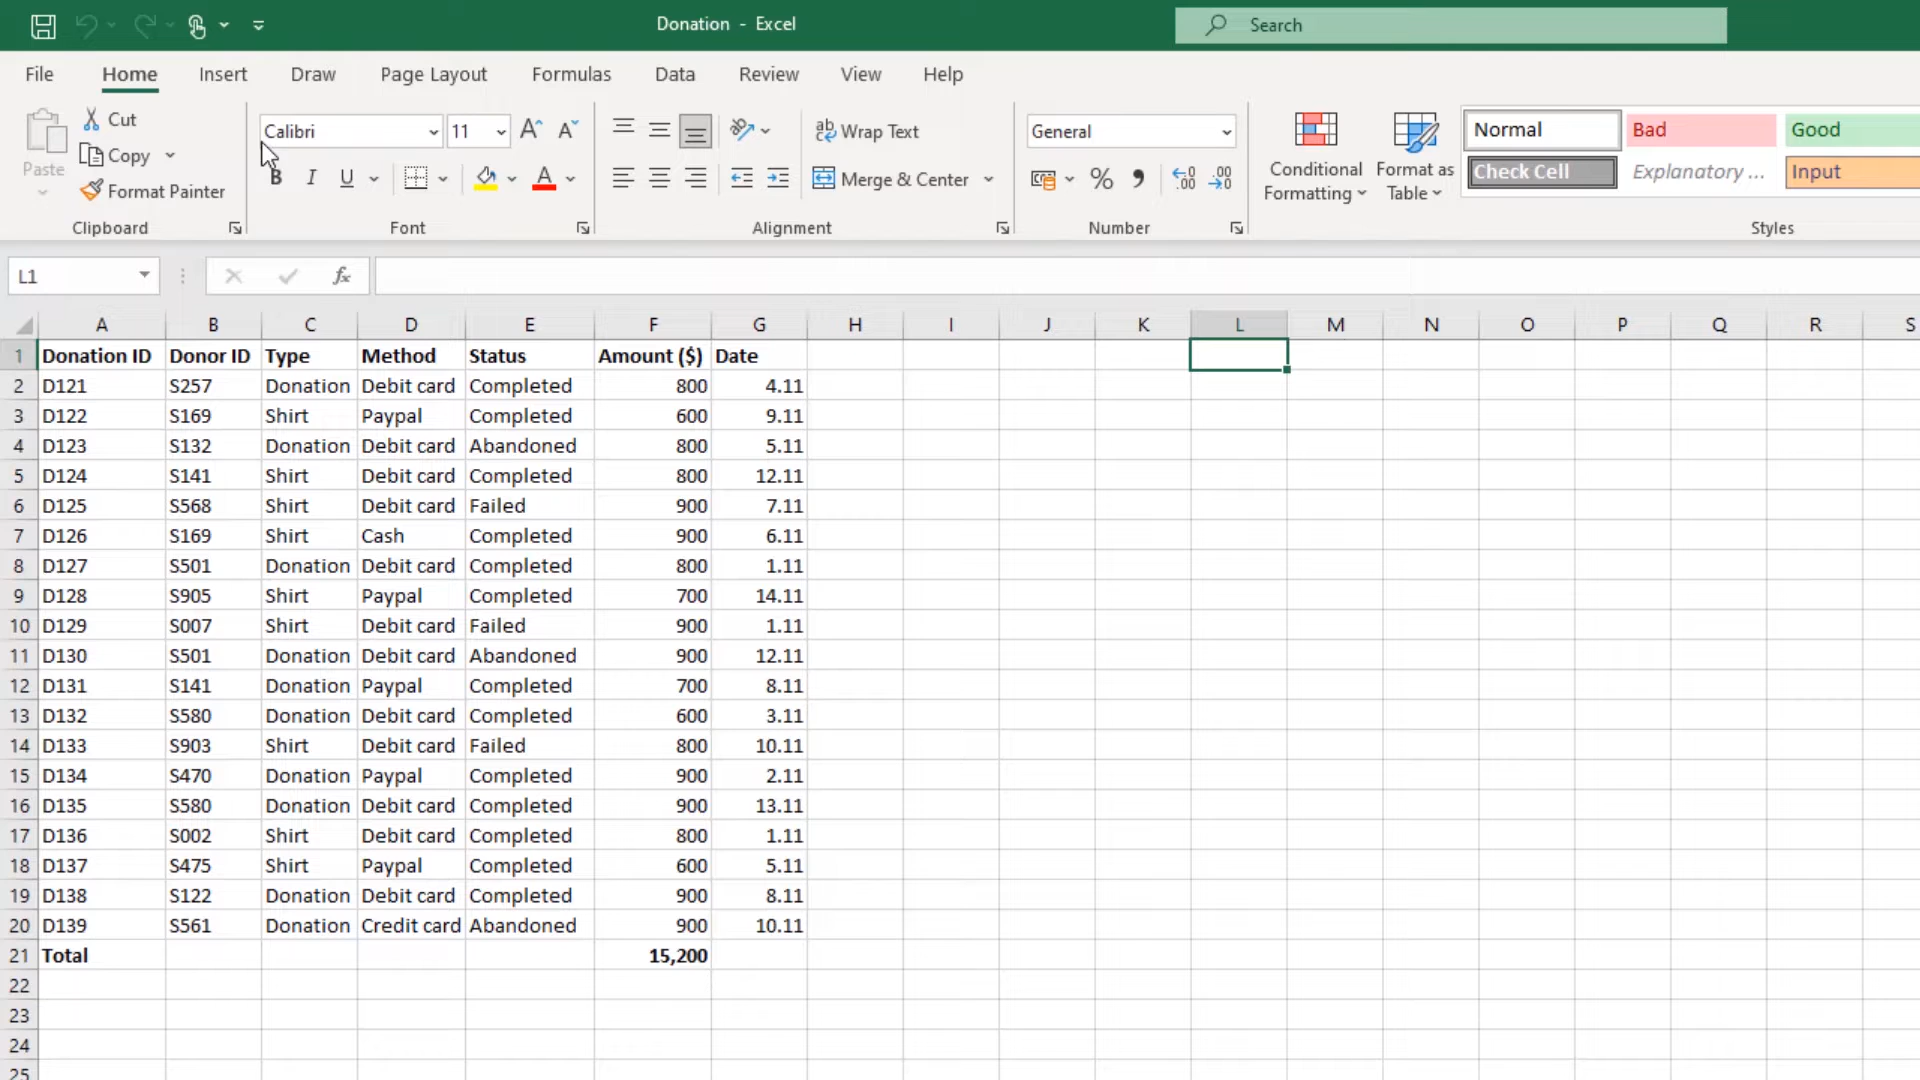 Donation - Excel
Search
File Home Insert Draw Page Layout Formulas Data Review View Help
Paste
Cut
Copy
Format Painter
Clipboard
Calibri 11
B I U
Font
Wrap Text
Merge & Center
Alignment
General
Number
Conditional Formatting
Format as Table
Normal Bad Good
Check Cell Explanatory ... Input
Styles
L1 fx
A B C D E F G H I J K L M N O P Q R S
1 Donation ID Donor ID Type Method Status Amount ($) Date
2 D121 S257 Donation Debit card Completed 800 4.11
3 D122 S169 Shirt Paypal Completed 600 9.11
4 D123 S132 Donation Debit card Abandoned 800 5.11
5 D124 S141 Shirt Debit card Completed 800 12.11
6 D125 S568 Shirt Debit card Failed 900 7.11
7 D126 S169 Shirt Cash Completed 900 6.11
8 D127 S501 Donation Debit card Completed 800 1.11
9 D128 S905 Shirt Paypal Completed 700 14.11
10 D129 S007 Shirt Debit card Failed 900 1.11
11 D130 S501 Donation Debit card Abandoned 900 12.11
12 D131 S141 Donation Paypal Completed 700 8.11
13 D132 S580 Donation Debit card Completed 600 3.11
14 D133 S903 Shirt Debit card Failed 800 10.11
15 D134 S470 Donation Paypal Completed 900 2.11
16 D135 S580 Donation Debit card Completed 900 13.11
17 D136 S002 Shirt Debit card Completed 800 1.11
18 D137 S475 Shirt Paypal Completed 600 5.11
19 D138 S122 Donation Debit card Completed 900 8.11
20 D139 S561 Donation Credit card Abandoned 900 10.11
21 Total 15,200
22
23
24
25